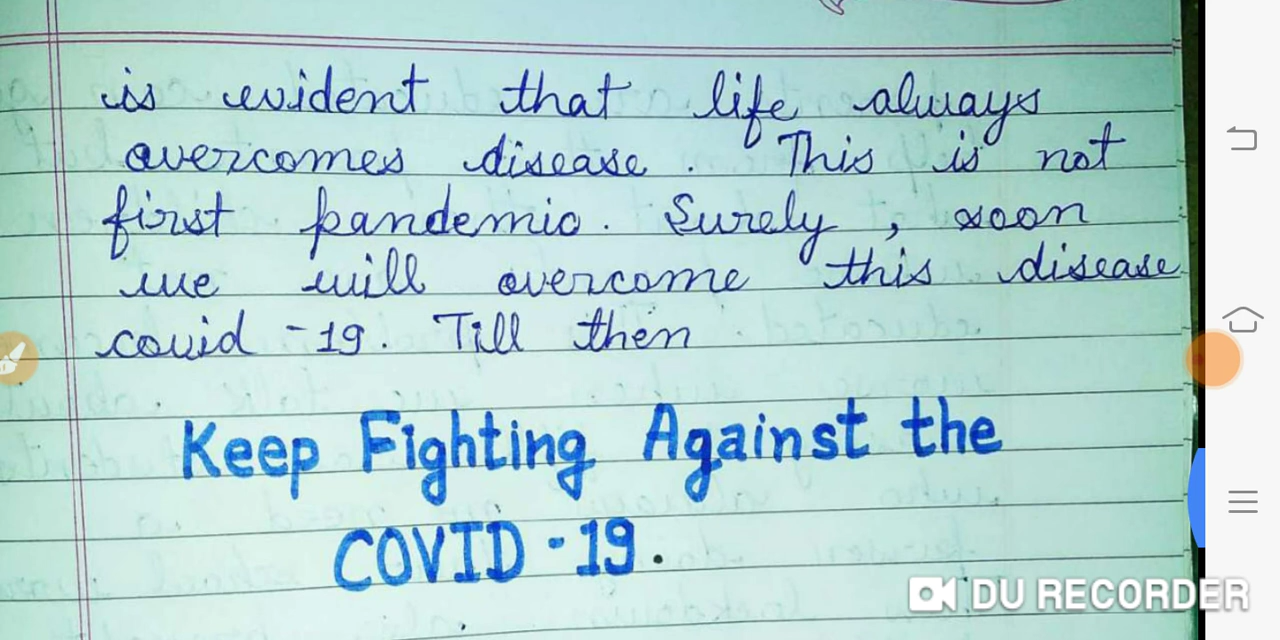 is evident that life always
overcomes disease. This is not
first pandemic. Surely, soon
we will overcome this disease
covid -19. Till then
Keep Fighting Against the
COVID -19.
DU RECORDER